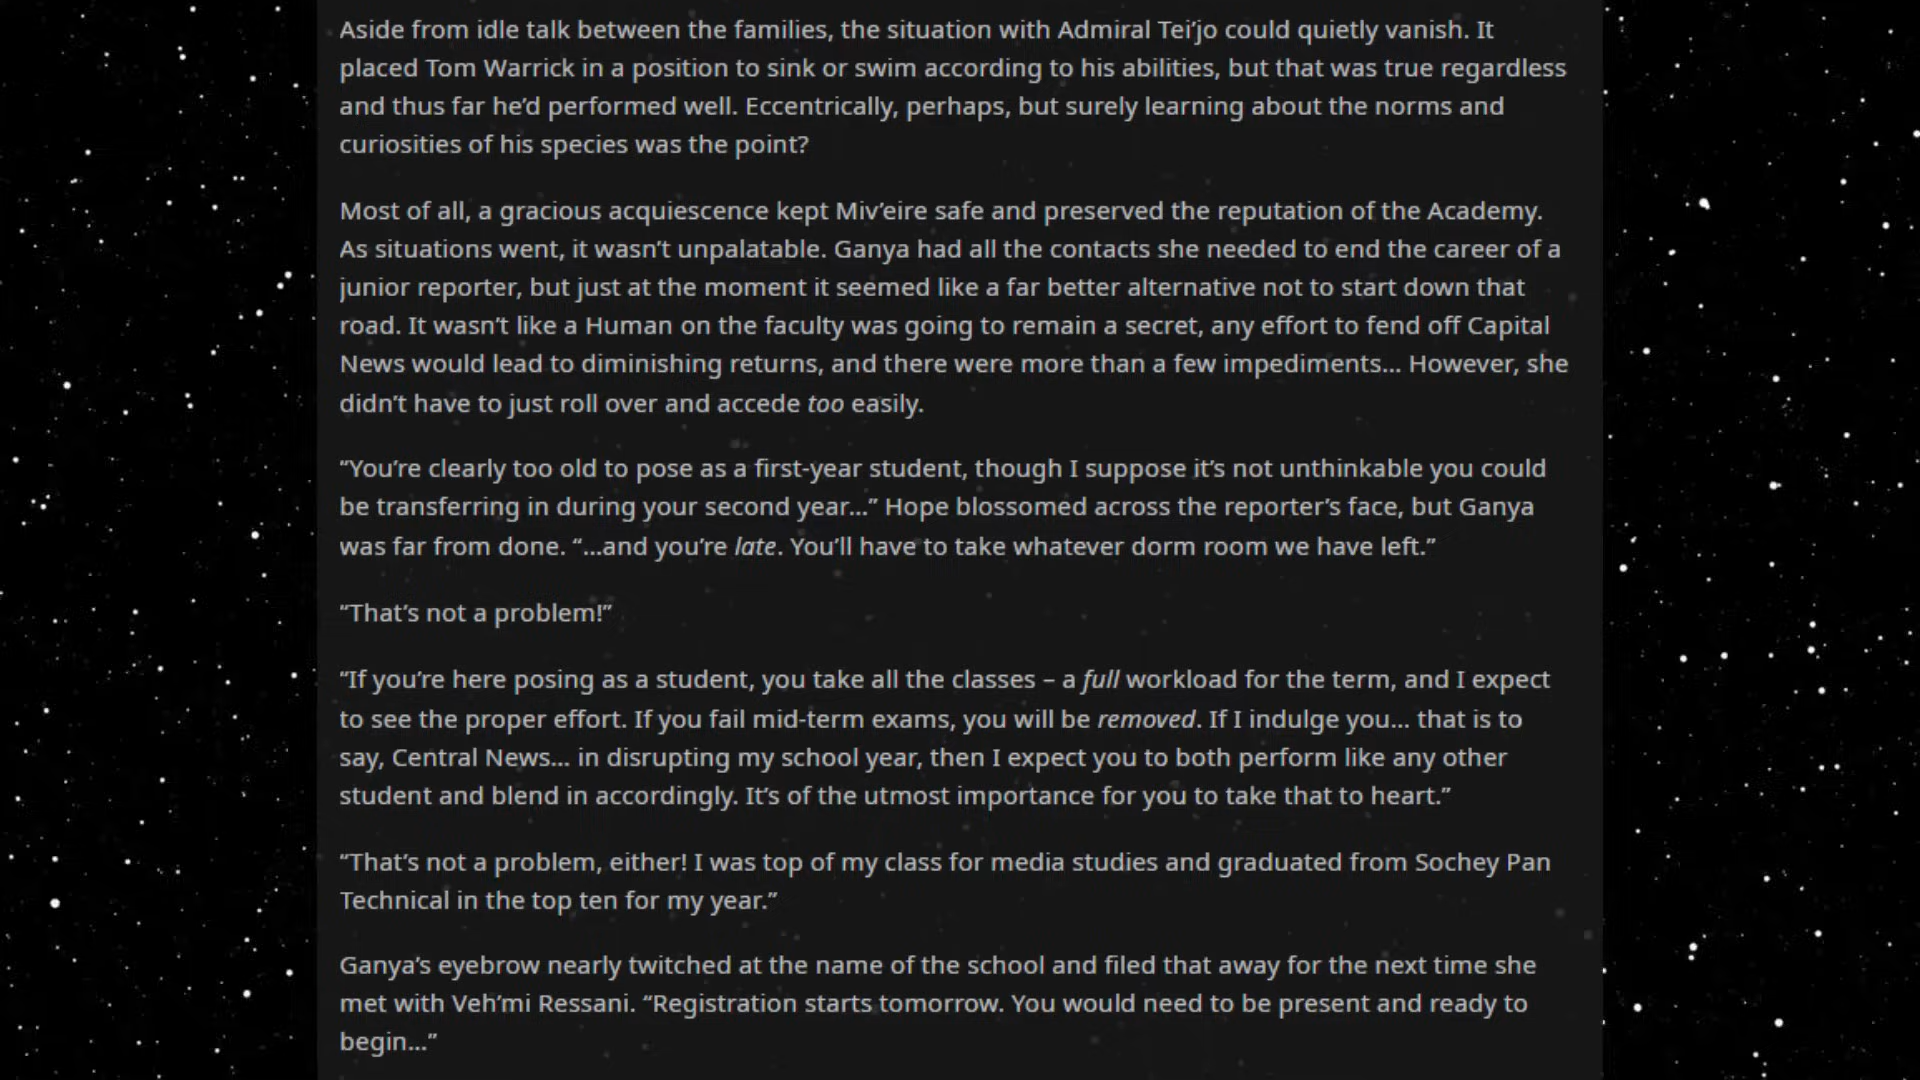 Aside from idle talk between the families, the situation with Admiral Tei’jo could quietly vanish. It
placed Tom Warrick in a position to sink or swim according to his abilities, but that was true regardless
and thus far he’d performed well. Eccentrically, perhaps, but surely learning about the norms and
curiosities of his species was the point?
Most of all, a gracious acquiescence kept Miv’eire safe and preserved the reputation of the Academy.
As situations went, it wasn’t unpalatable. Ganya had all the contacts she needed to end the career of a
junior reporter, but just at the moment it seemed like a far better alternative not to start down that
road. It wasn’t like a Human on the faculty was going to remain a secret, any effort to fend off Capital
News would lead to diminishing returns, and there were more than a few impediments... However, she
didn’t have to just roll over and accede too easily.
“You’re clearly too old to pose as a first-year student, though I suppose it’s not unthinkable you could
be transferring in during your second year...” Hope blossomed across the reporter’s face, but Ganya
was far from done. “...and you’re late. You’ll have to take whatever dorm room we have left.”
“That’s not a problem!”
“If you’re here posing as a student, you take all the classes – a full workload for the term, and I expect
to see the proper effort. If you fail mid-term exams, you will be removed. If I indulge you... that is to
say, Central News... in disrupting my school year, then I expect you to both perform like any other
student and blend in accordingly. It’s of the utmost importance for you to take that to heart.”
“That’s not a problem, either! I was top of my class for media studies and graduated from Sochey Pan
Technical in the top ten for my year.”
Ganya’s eyebrow nearly twitched at the name of the school and filed that away for the next time she
met with Veh’mi Ressani. “Registration starts tomorrow. You would need to be present and ready to
begin...”